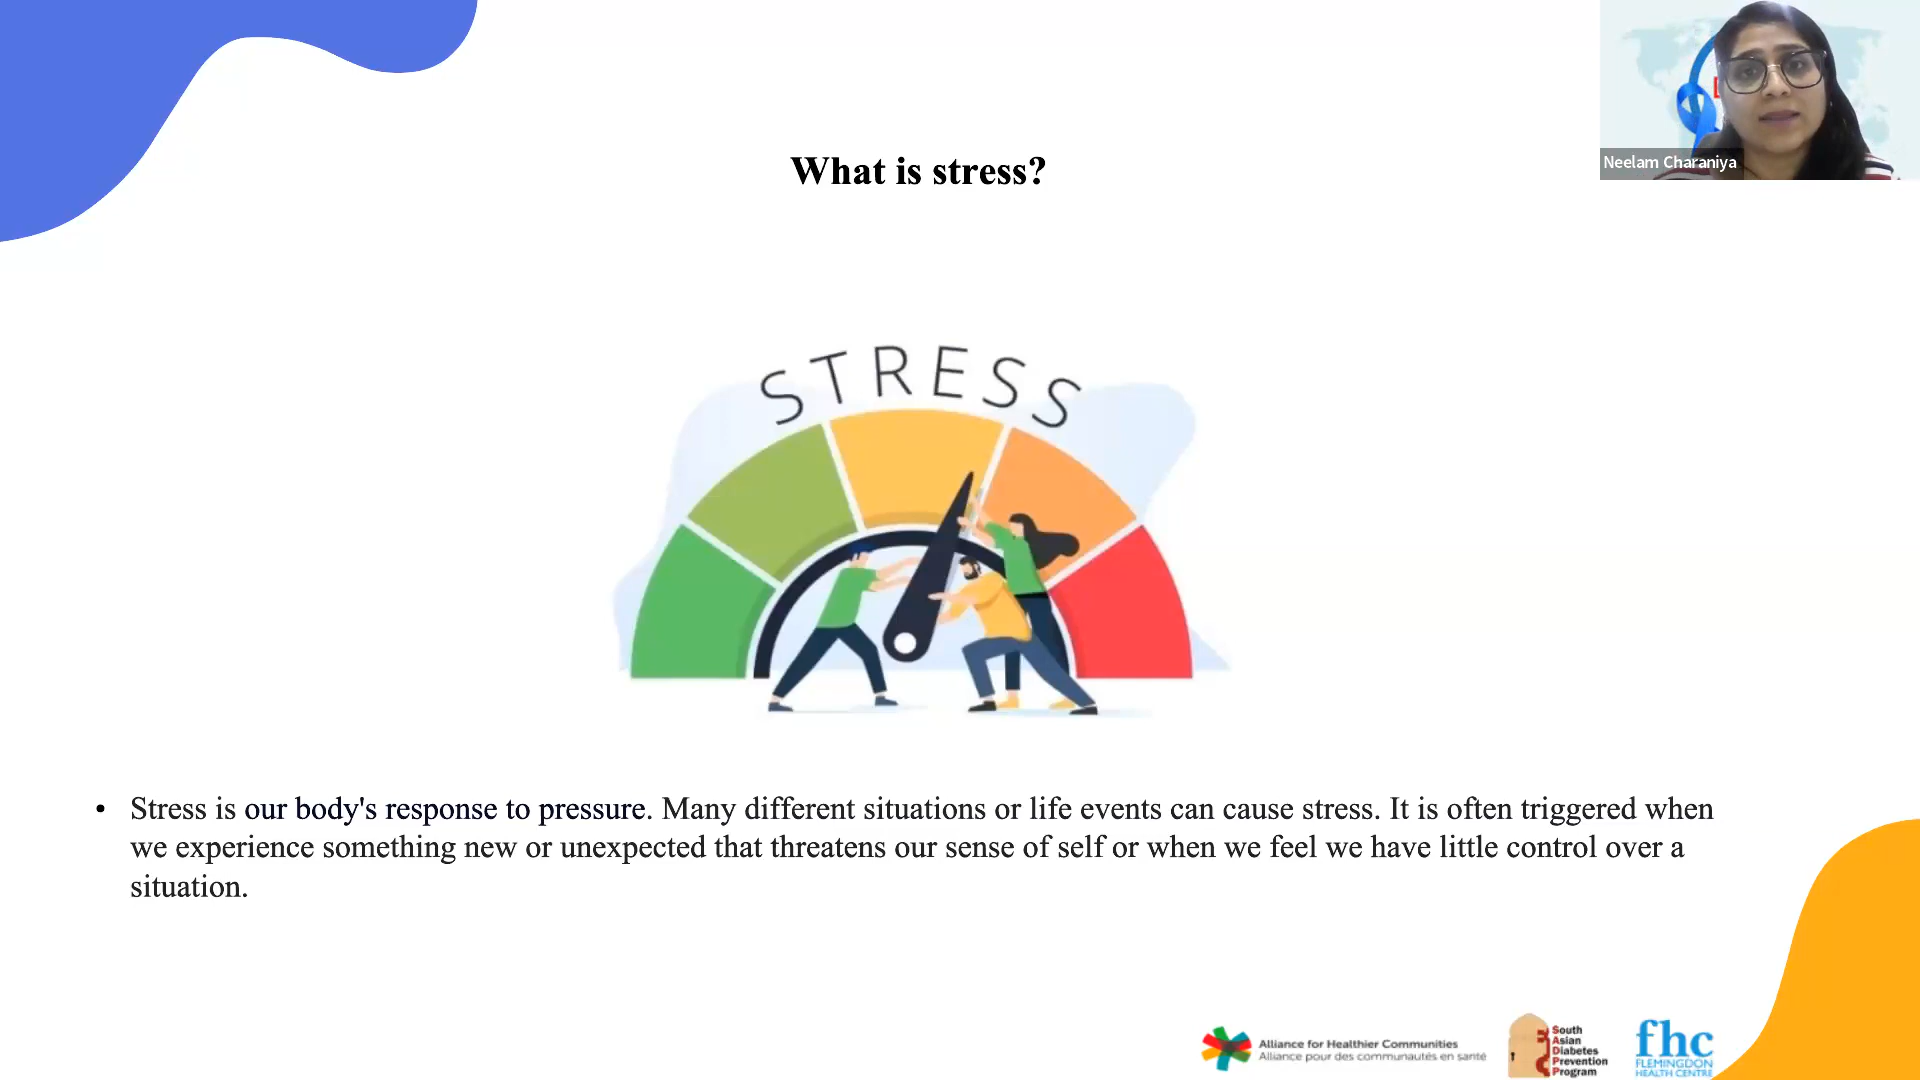 Neelam Charaniya
What is stress?
STRESS
• Stress is our body's response to pressure. Many different situations or life events can cause stress. It is often triggered when
we experience something new or unexpected that threatens our sense of self or when we feel we have little control over a
situation.
Alliance for Healthier Communities
Alliance pour des communautés en santé
South
Asian
Diabetes
Prevention
Program
fhc
FLEMINGDON
HEALTH CENTRE